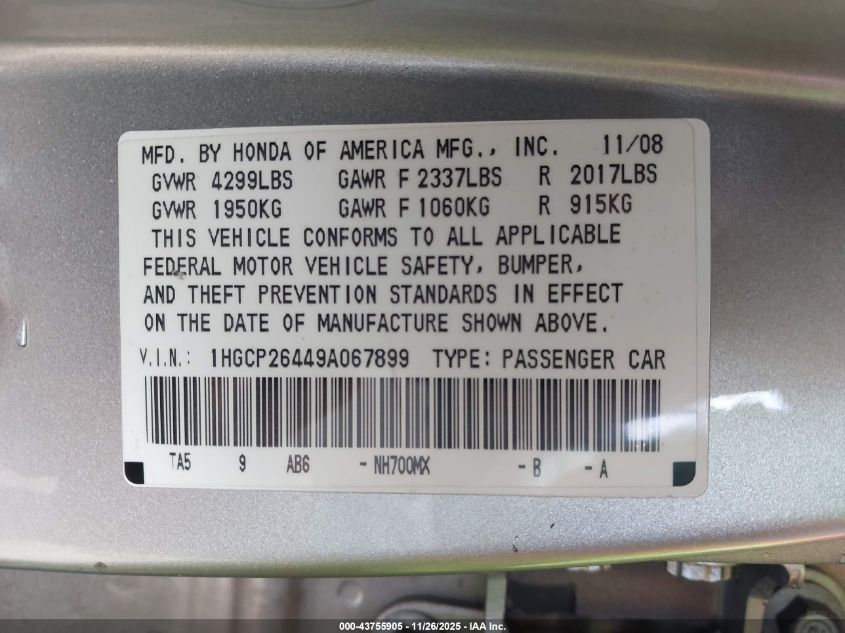 MFD. BY HONDA OF AMERICA MFG., INC. 11/08
GVWR 4299LBS GAWR F 2337LBS R 2017LBS
GVWR 1950KG GAWR F 1060KG R 915KG
THIS VEHICLE CONFORMS TO ALL APPLICABLE
FEDERAL MOTOR VEHICLE SAFETY, BUMPER,
AND THEFT PREVENTION STANDARDS IN EFFECT
ON THE DATE OF MANUFACTURE SHOWN ABOVE.
V.I.N.: 1HGCP26449A067899 TYPE: PASSENGER CAR
TA5 9 AB6 -NH700MX -B -A
000-43755905 - 11/26/2025 - IAA Inc.